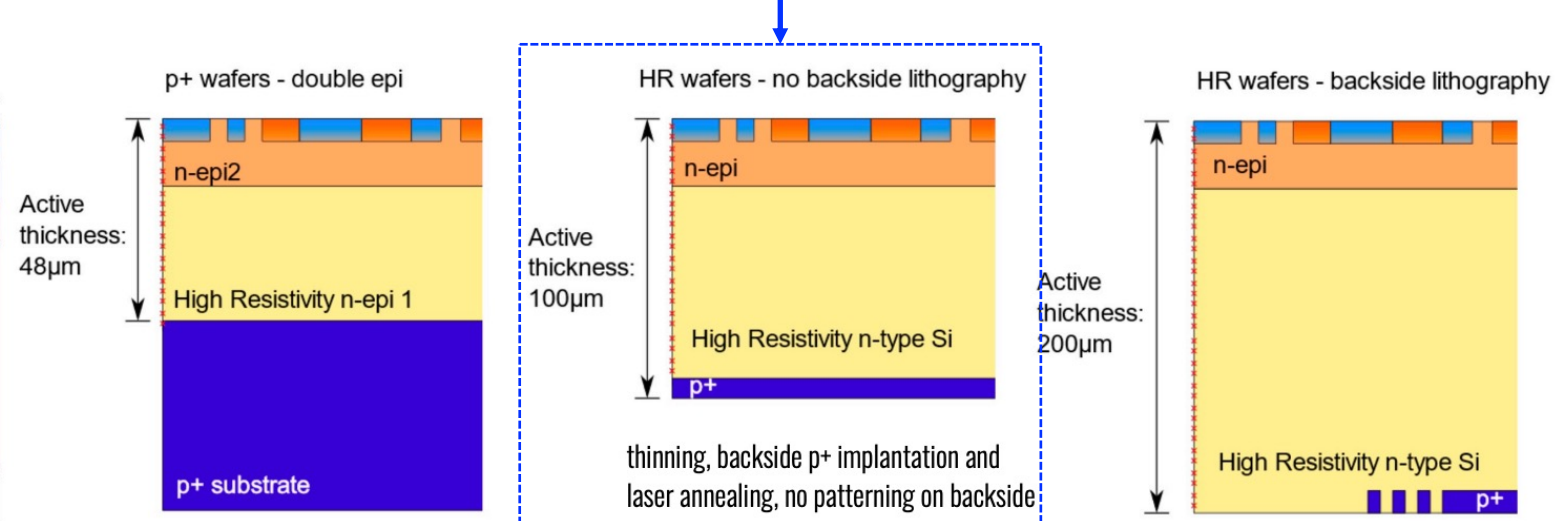 p+ wafers - double epi
n-epi2
Active
thickness:
48µm
High Resistivity n-epi 1
p+ substrate
HR wafers - no backside lithography
n-epi
Active
thickness:
100µm
High Resistivity n-type Si
p+
thinning, backside p+ implantation and
laser annealing, no patterning on backside
HR wafers - backside lithography
n-epi
Active
thickness:
200µm
High Resistivity n-type Si
p+